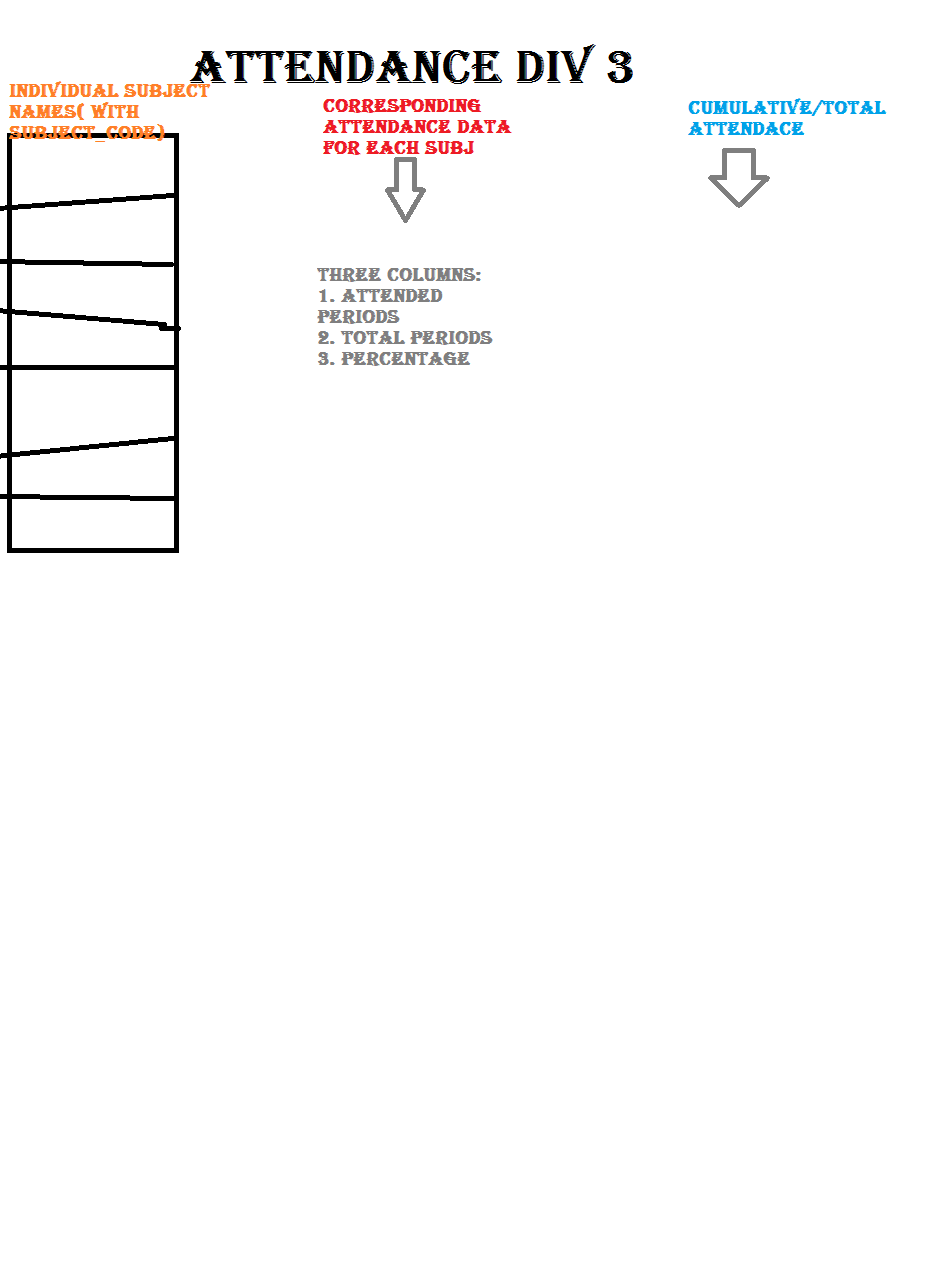 ATTENDANCE DIV 3
INDIVIDUAL SUBJECT
NAMES( WITH
SUBJECT_CODE)
CORRESPONDING
ATTENDANCE DATA
FOR EACH SUBJ
CUMULATIVE/TOTAL
ATTENDACE
THREE COLUMNS:
1. ATTENDED
PERIODS
2. TOTAL PERIODS
3. PERCENTAGE